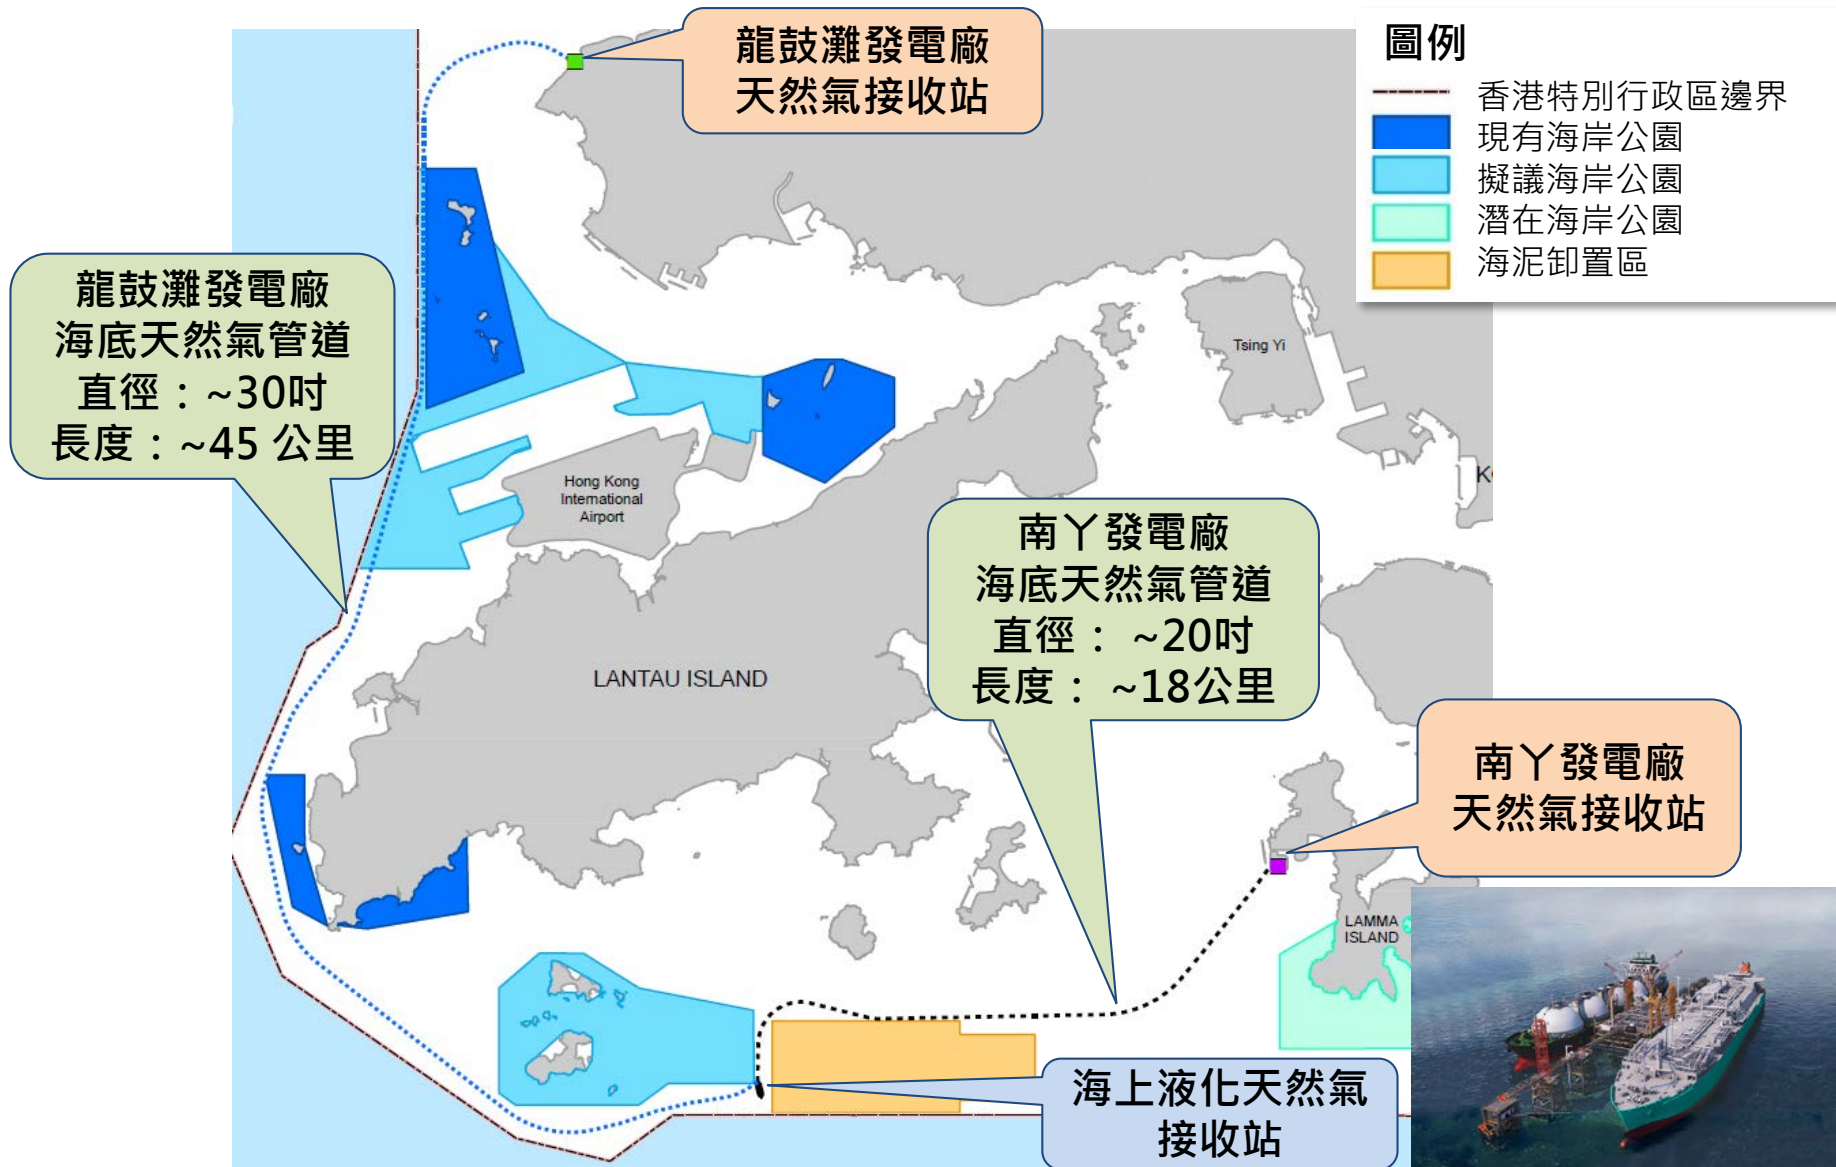 龍鼓灘發電廠
天然氣接收站
圖例
香港特別行政區邊界
現有海岸公園
擬議海岸公園
潛在海岸公園
海泥卸置區
龍鼓灘發電廠
海底天然氣管道
直徑：~30吋
長度：~45 公里
Tsing Yi
Hong Kong
International
Airport
K
南丫發電廠
海底天然氣管道
直徑： ~20吋
長度： ~18公里
LANTAU ISLAND
南丫發電廠
天然氣接收站
LAMMA
ISLAND
海上液化天然氣
接收站